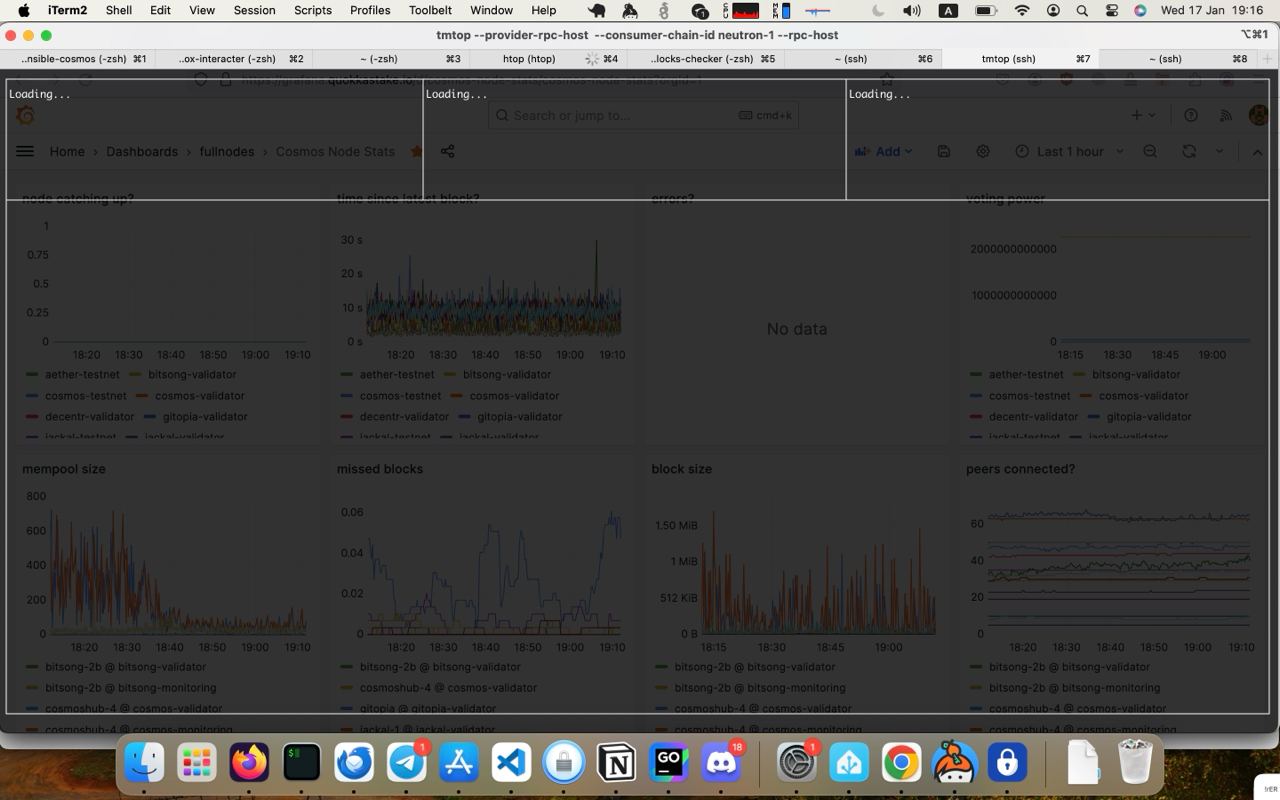 iTerm2 Shell Edit View Session Scripts Profiles Toolbelt Window Help Wed 17 Jan 19:16
tmtop --provider-rpc-host --consumer-chain-id neutron-1 --rpc-host ⌥⌘1
..nsible-cosmos (-zsh) ⌘1 ..ox-interacter (-zsh) ⌘2 ~ (-zsh) ⌘3 htop (htop) ⌘4 ..locks-checker (-zsh) ⌘5 ~ (ssh) ⌘6 tmtop (ssh) ⌘7 ~ (ssh) ⌘8
Loading... Loading... Loading...
Search or jump to... cmd+k
Home › Dashboards › fullnodes › Cosmos Node Stats Add Last 1 hour
node catching up? time since latest block? errors? voting power
1
0.75
0.5
0.25
0
18:20 18:30 18:40 18:50 19:00 19:10
aether-testnet bitsong-validator
cosmos-testnet cosmos-validator
decentr-validator gitopia-validator
jackal-testnet jackal-validator
30 s
20 s
10 s
0 s
18:20 18:30 18:40 18:50 19:00 19:10
aether-testnet bitsong-validator
cosmos-testnet cosmos-validator
decentr-validator gitopia-validator
jackal-testnet jackal-validator
No data
2000000000000
1000000000000
0
18:15 18:30 18:45 19:00
aether-testnet bitsong-validator
cosmos-testnet cosmos-validator
decentr-validator gitopia-validator
jackal-testnet jackal-validator
mempool size missed blocks block size peers connected?
800
600
400
200
0
18:20 18:30 18:40 18:50 19:00 19:10
bitsong-2b @ bitsong-validator
bitsong-2b @ bitsong-monitoring
cosmoshub-4 @ cosmos-validator
cosmoshub-4 @ cosmos-monitoring
0.06
0.04
0.02
0
18:20 18:30 18:40 18:50 19:00 19:10
bitsong-2b @ bitsong-validator
cosmoshub-4 @ cosmos-validator
gitopia @ gitopia-validator
jackal-1 @ jackal-validator
1.50 MiB
1 MiB
512 KiB
0 B
18:15 18:30 18:45 19:00
bitsong-2b @ bitsong-validator
bitsong-2b @ bitsong-monitoring
cosmoshub-4 @ cosmos-validator
cosmoshub-4 @ cosmos-monitoring
60
40
20
0
18:20 18:30 18:40 18:50 19:00 19:10
bitsong-2b @ bitsong-validator
bitsong-2b @ bitsong-monitoring
cosmoshub-4 @ cosmos-validator
cosmoshub-4 @ cosmos-monitoring
1 18 1
GO